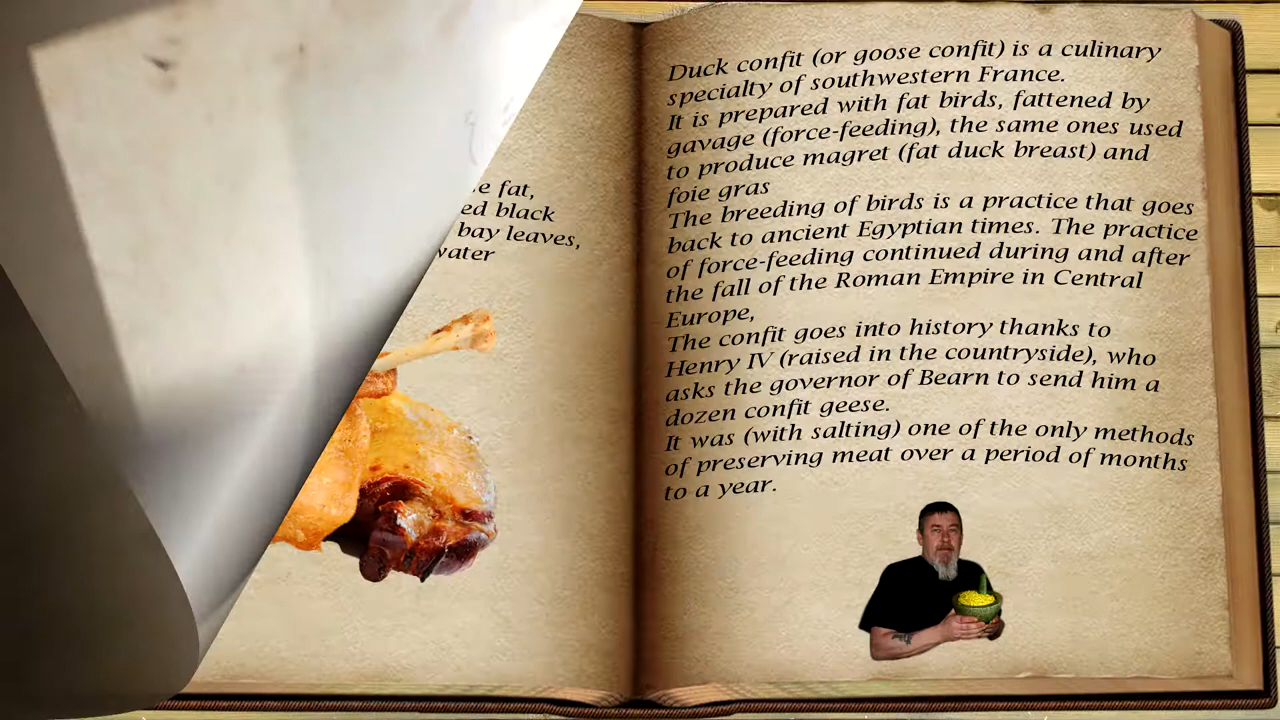 fat,
black
bay leaves,
Duck confit (or goose confit) is a culinary
specialty of southwestern France.
It is prepared with fat birds, fattened by
gavage (force-feeding), the same ones used
to produce magret (fat duck breast) and
foie gras
The breeding of birds is a practice that goes
back to ancient Egyptian times. The practice
of force-feeding continued during and after
the fall of the Roman Empire in Central
Europe,
The confit goes into history thanks to
Henry IV (raised in the countryside), who
asks the governor of Bearn to send him a
dozen confit geese.
It was (with salting) one of the only methods
of preserving meat over a period of months
to a year.